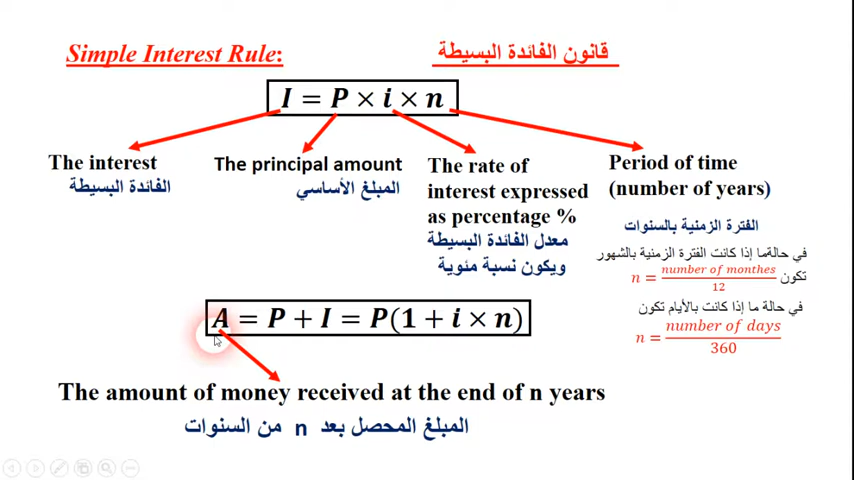 Simple Interest Rule:
قانون الفائدة البسيطة
I = P × i × n
The interest
الفائدة البسيطة
The principal amount
المبلغ الأساسي
The rate of
interest expressed
as percentage %
معدل الفائدة البسيطة
ويكون نسبة مئوية
Period of time
(number of years)
الفترة الزمنية بالسنوات
في حالةما إذا كانت الفترة الزمنية بالشهور
تكون n = number of monthes / 12
في حالة ما إذا كانت بالأيام تكون
n = number of days / 360
A = P + I = P(1 + i × n)
The amount of money received at the end of n years
المبلغ المحصل بعد n من السنوات